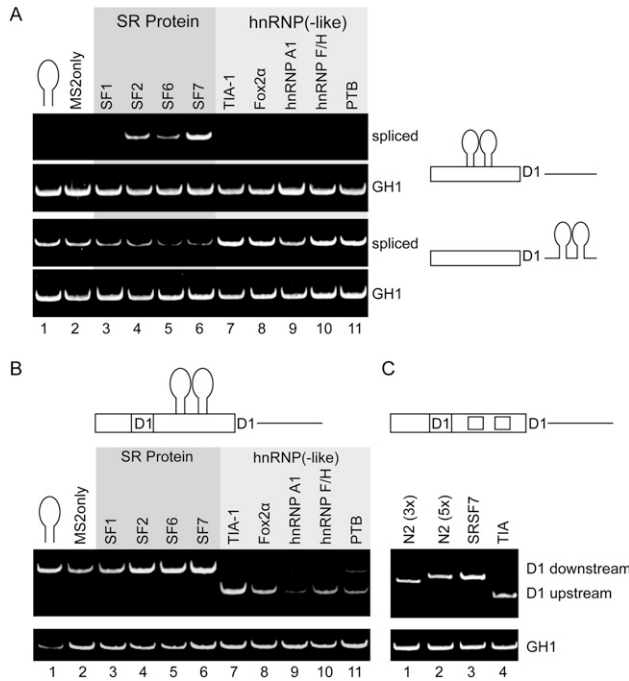 A
SR Protein
hnRNP(-like)
MS2only
SF1
SF2
SF6
SF7
TIA-1
Fox2α
hnRNP A1
hnRNP F/H
PTB
spliced
D1
GH1
spliced
D1
GH1
1 2 3 4 5 6 7 8 9 10 11
B
D1 D1
SR Protein
hnRNP(-like)
MS2only
SF1
SF2
SF6
SF7
TIA-1
Fox2α
hnRNP A1
hnRNP F/H
PTB
1 2 3 4 5 6 7 8 9 10 11
C
D1 D1
N2 (3x)
N2 (5x)
SRSF7
TIA
D1 downstream
D1 upstream
GH1
1 2 3 4